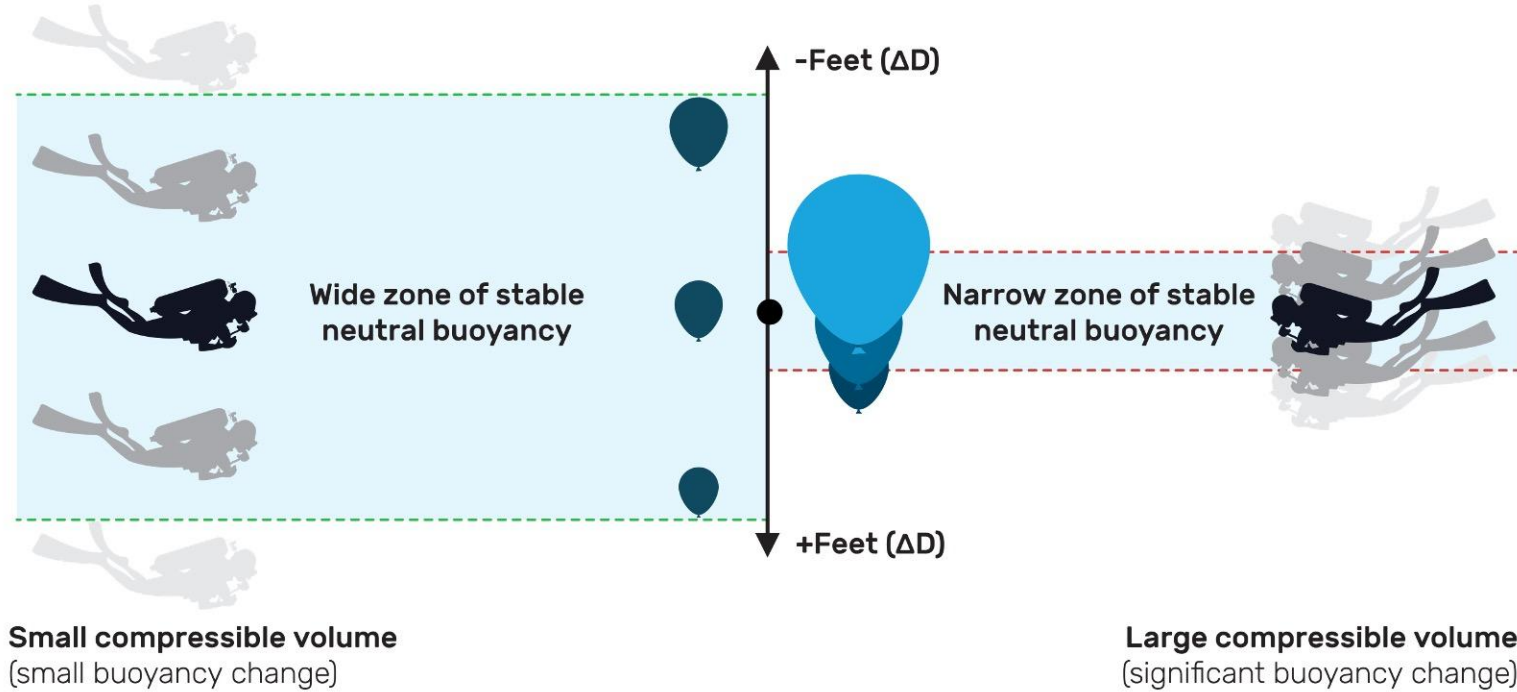 -Feet (ΔD)
Wide zone of stable
neutral buoyancy
Narrow zone of stable
neutral buoyancy
+Feet (ΔD)
Small compressible volume
(small buoyancy change)
Large compressible volume
(significant buoyancy change)